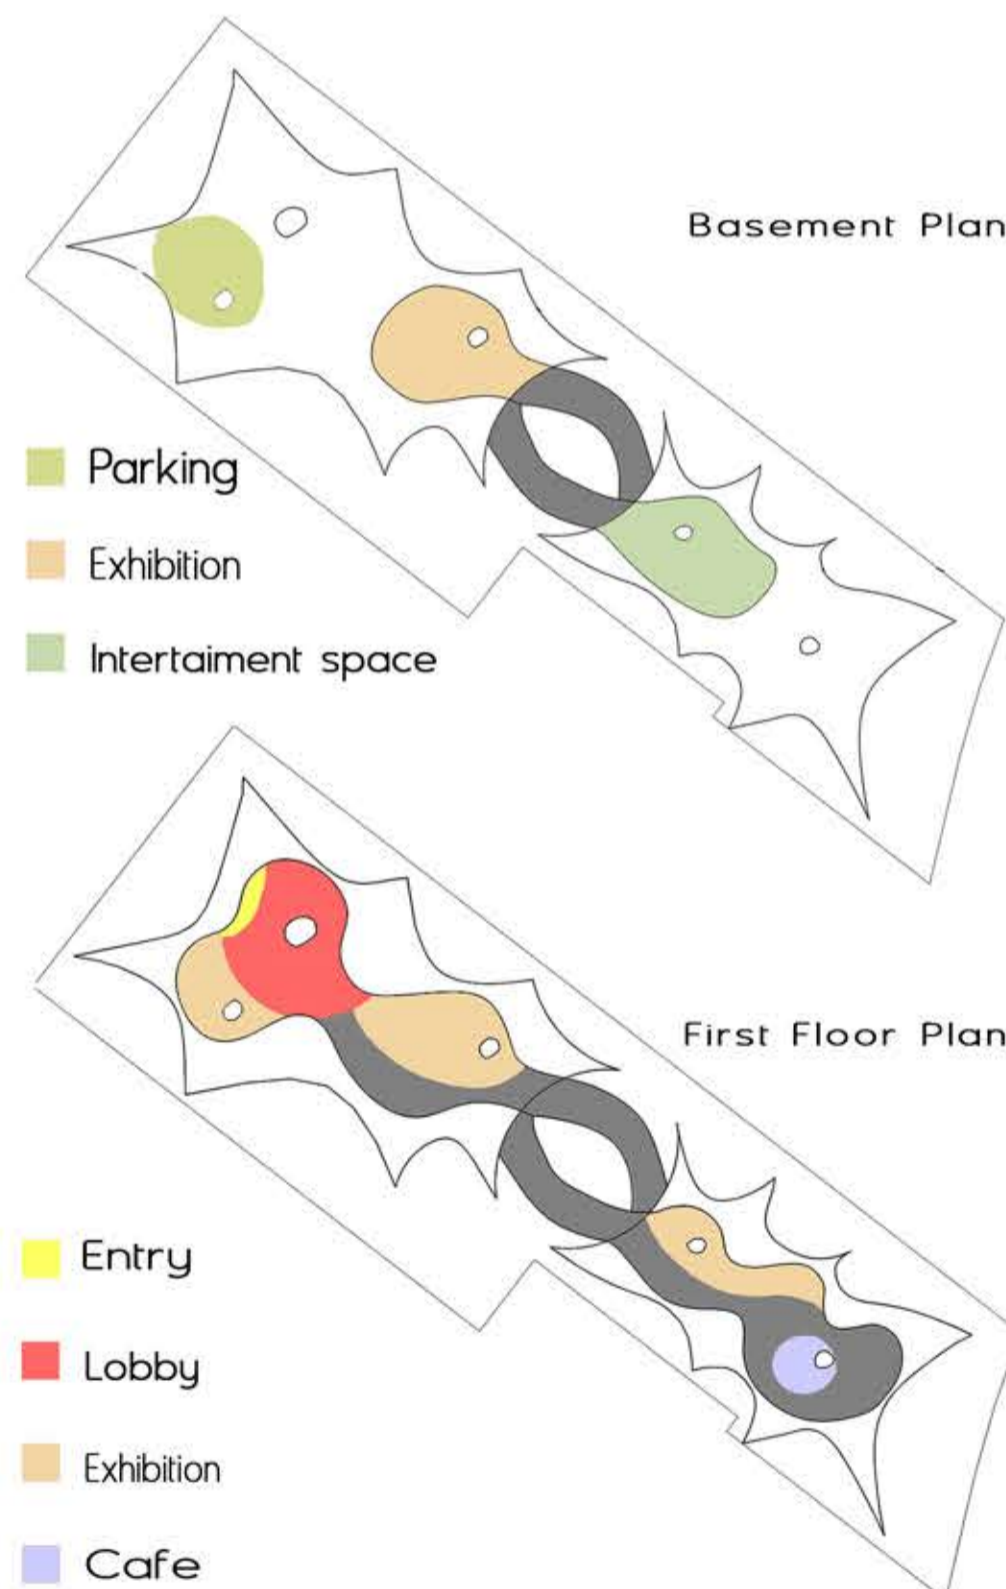 Basement Plan
Parking
Exhibition
Intertaiment space
First Floor Plan
Entry
Lobby
Exhibition
Cafe